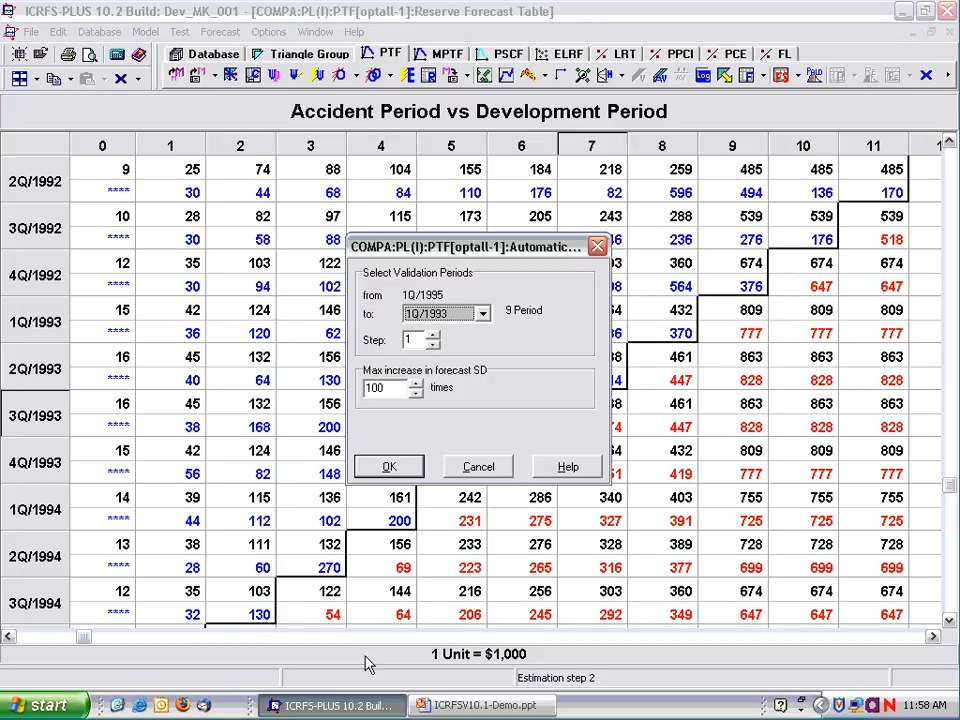 ICRFS-PLUS 10.2 Build: Dev_MK_001 - [COMPA:PL(I):PTF[optall-1]:Reserve Forecast Table]
File Edit Database Model Test Forecast Options Window Help
Database Triangle Group PTF MPTF PSCF ELRF LRT PPCI PCE FL
Accident Period vs Development Period
0 1 2 3 4 5 6 7 8 9 10 11 1
9 25 74 88 104 155 184 218 259 485 485 485
2Q/1992
**** 30 44 68 84 110 176 82 596 494 136 170
10 28 82 97 115 173 205 243 288 539 539 539
3Q/1992
**** 30 58 88 236 276 176 518
12 35 103 122 360 674 674 674
4Q/1992
**** 30 94 102 564 376 647 647
15 42 124 146 432 809 809 809
1Q/1993
**** 36 120 62 370 777 777 777
16 45 132 156 461 863 863 863
2Q/1993
**** 40 64 130 447 828 828 828
16 45 132 156 461 863 863 863
3Q/1993
**** 38 168 200 447 828 828 828
15 42 124 146 432 809 809 809
4Q/1993
**** 56 82 148 419 777 777 777
14 39 115 136 161 242 286 340 403 755 755 755
1Q/1994
**** 44 112 102 200 231 275 327 391 725 725 725
13 38 111 132 156 233 276 328 389 728 728 728
2Q/1994
**** 28 60 270 69 223 265 316 377 699 699 699
12 35 103 122 144 216 256 303 360 674 674 674
3Q/1994
**** 32 130 54 64 206 245 292 349 647 647 647
COMPA:PL(I):PTF[optall-1]:Automatic...
Select Validation Periods
from 1Q/1995
to: 1Q/1993 9 Period
Step: 1
Max increase in forecast SD
100 times
OK Cancel Help
1 Unit = $1,000
Estimation step 2
start ICRFS-PLUS 10.2 Buil... ICRFSV10.1-Demo.ppt 11:58 AM